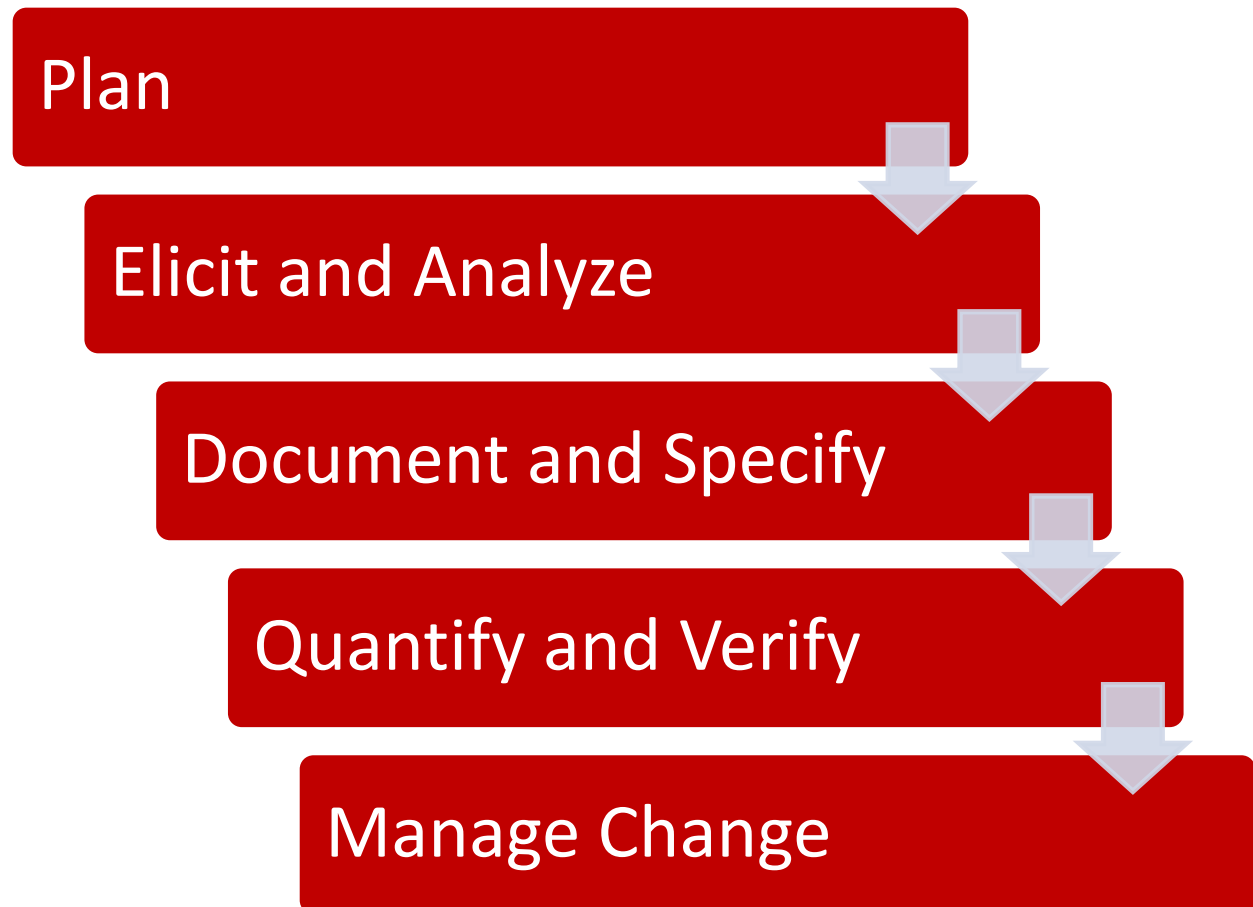 Plan
Elicit and Analyze
Document and Specify
Quantify and Verify
Manage Change